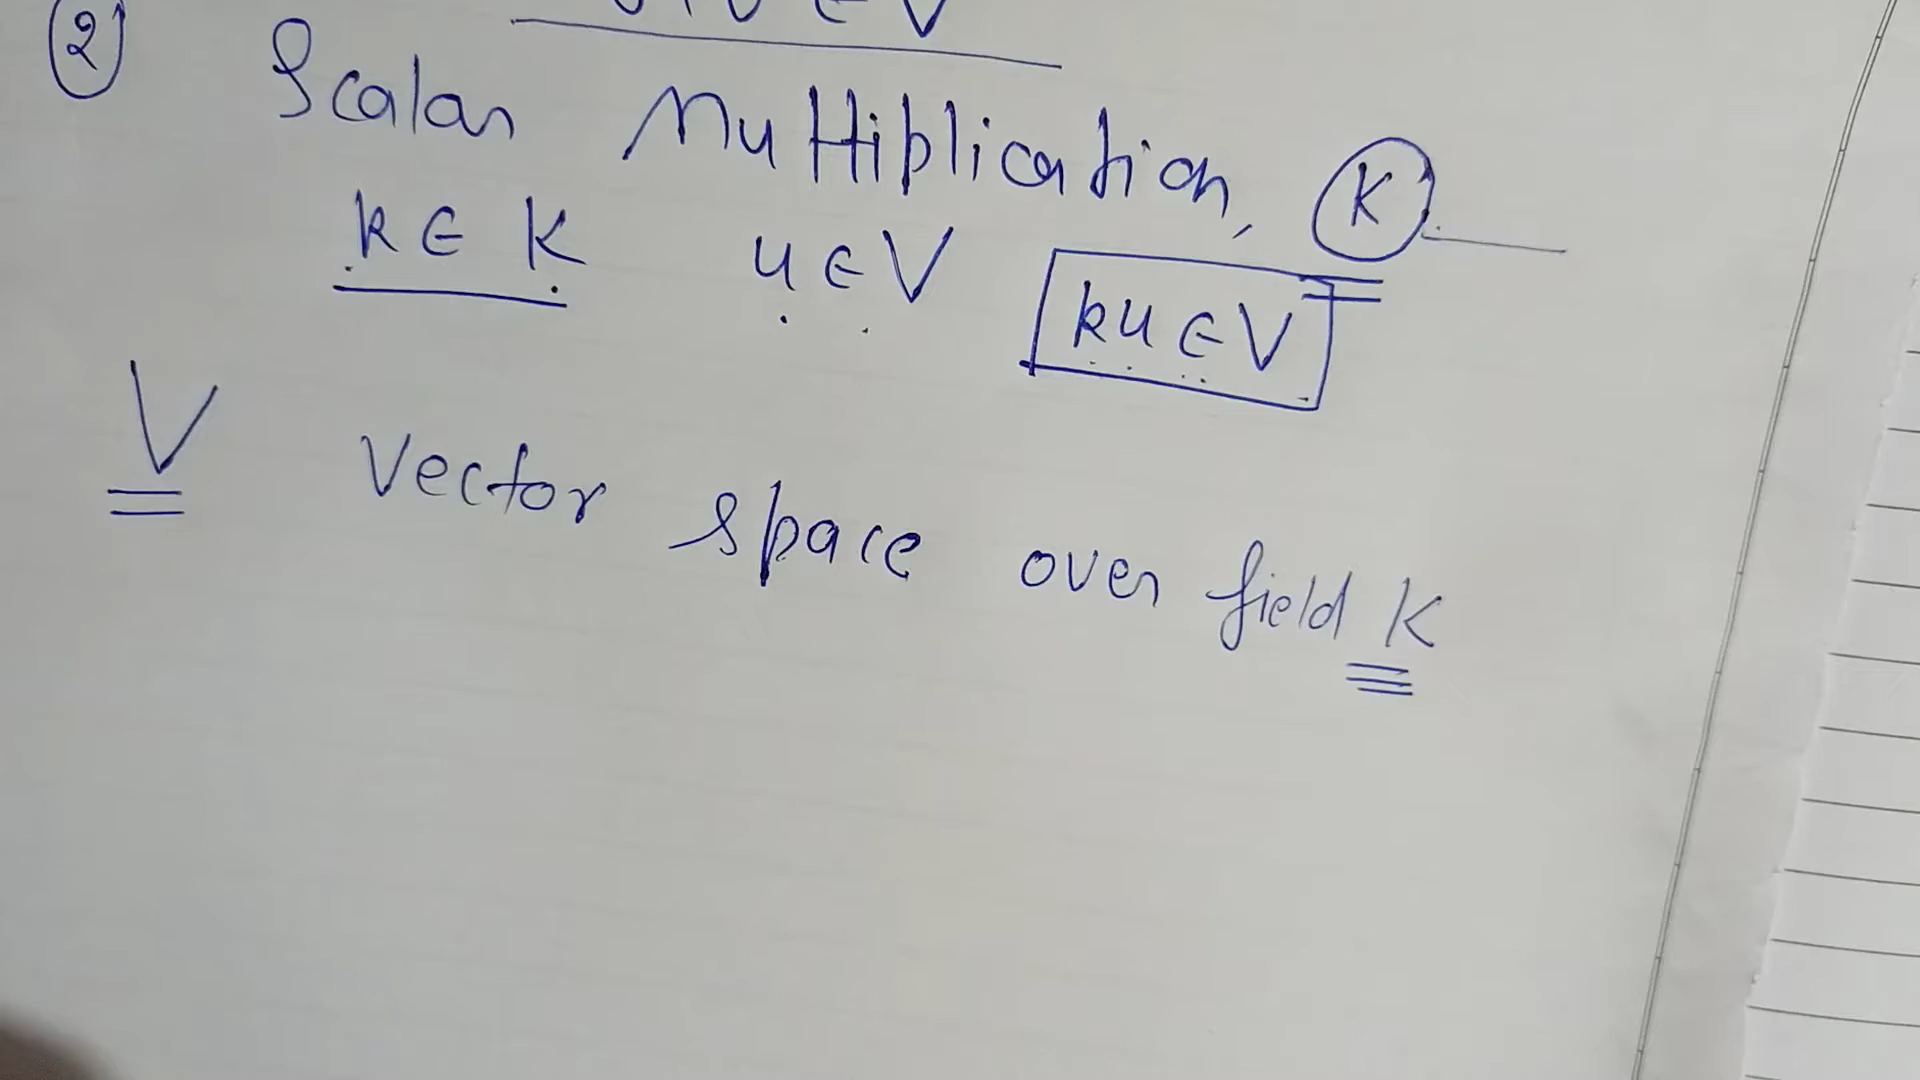 ② Scalar Multiplication, K
k ∈ K u ∈ V ku ∈ V
V Vector space over field K